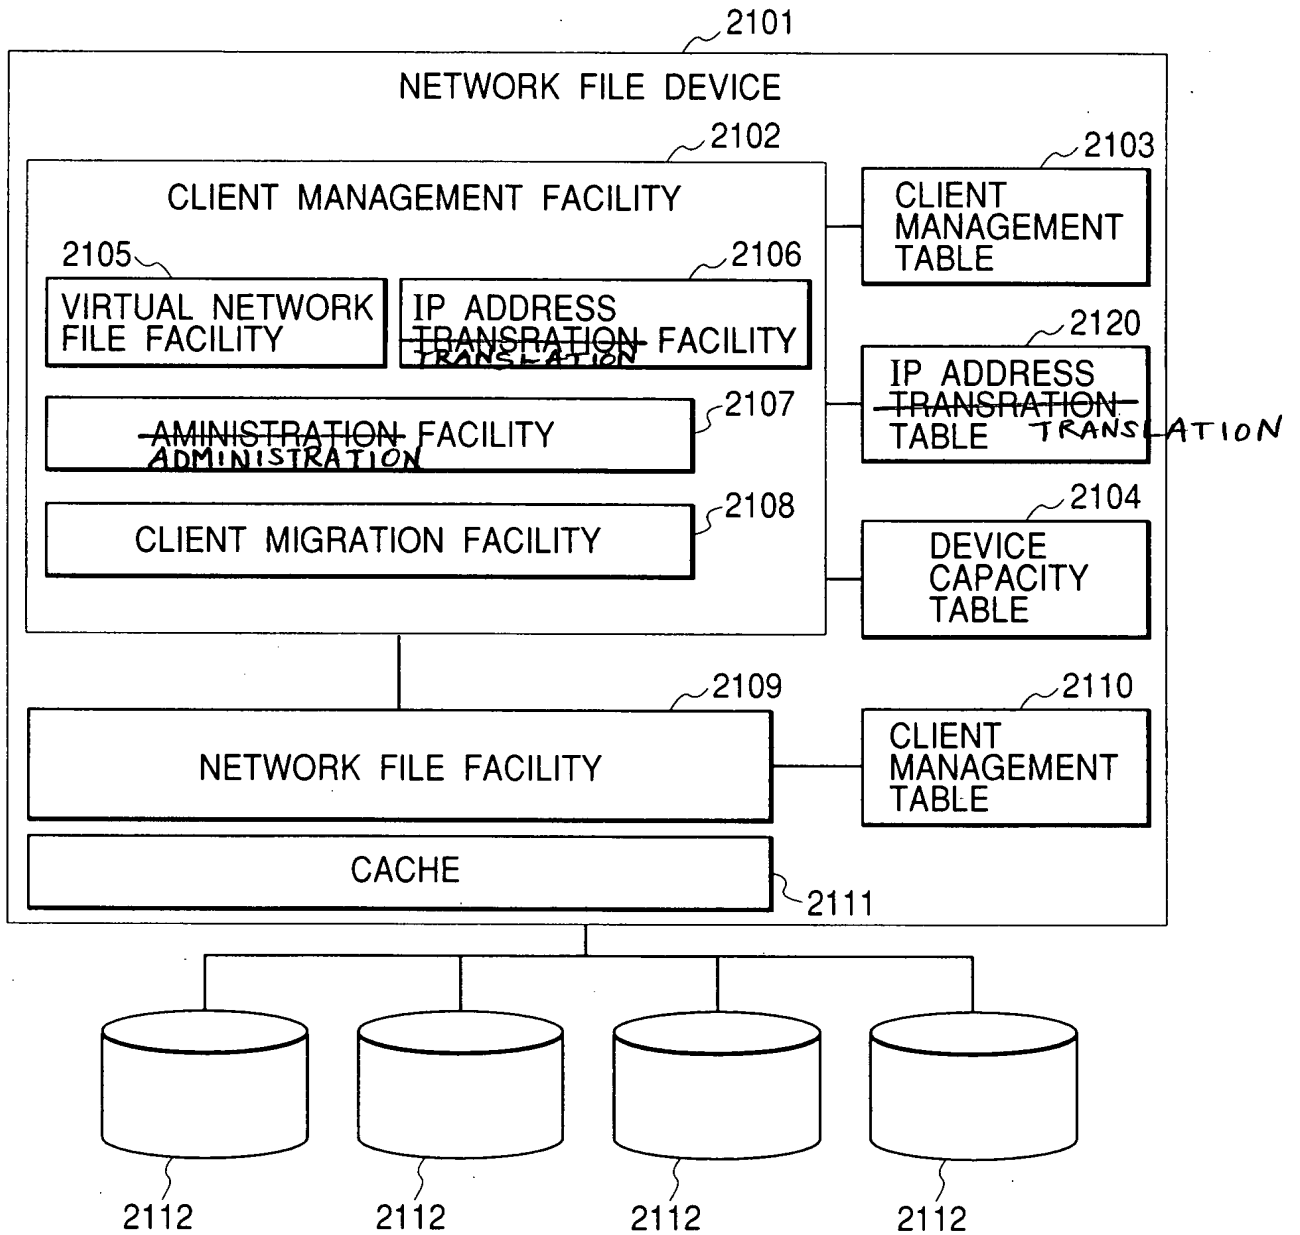 2101
NETWORK FILE DEVICE
2102
CLIENT MANAGEMENT FACILITY
2103
CLIENT
MANAGEMENT
TABLE
2105
VIRTUAL NETWORK
FILE FACILITY
2106
IP ADDRESS
TRANSRATION FACILITY
TRANSLATION
2120
IP ADDRESS
TRANSRATION
TABLE TRANSLATION
2107
AMINISTRATION FACILITY
ADMINISTRATION
2108
CLIENT MIGRATION FACILITY
2104
DEVICE
CAPACITY
TABLE
2109
NETWORK FILE FACILITY
2110
CLIENT
MANAGEMENT
TABLE
CACHE
2111
2112 2112 2112 2112